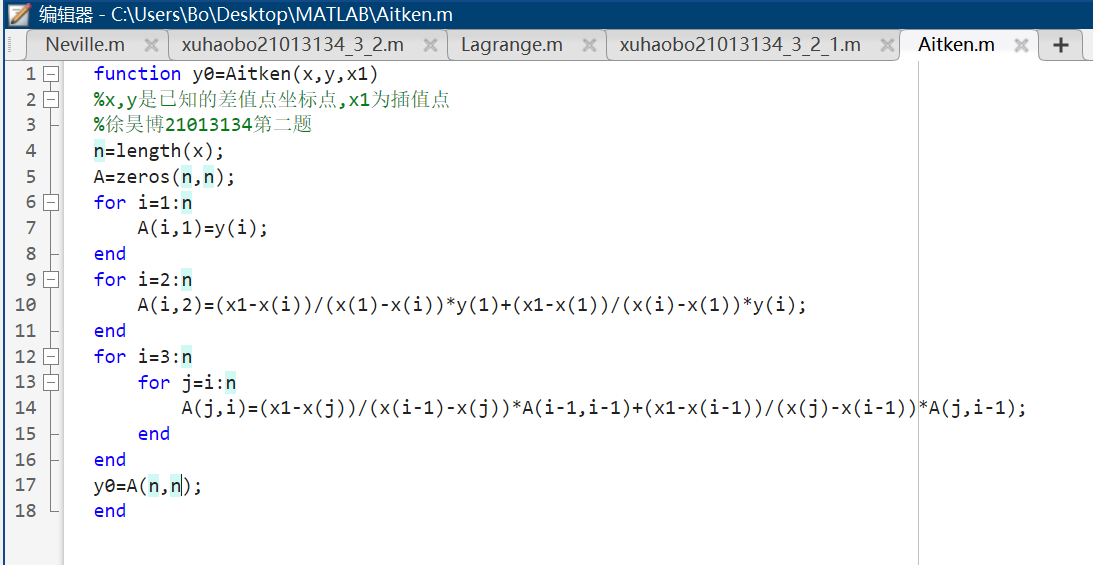 编辑器 - C:\Users\Bo\Desktop\MATLAB\Aitken.m
Neville.m xuhaobo21013134_3_2.m Lagrange.m xuhaobo21013134_3_2_1.m Aitken.m +
1 function y0=Aitken(x,y,x1)
2 %x,y是已知的差值点坐标点,x1为插值点
3 %徐昊博21013134第二题
4 n=length(x);
5 A=zeros(n,n);
6 for i=1:n
7 A(i,1)=y(i);
8 end
9 for i=2:n
10 A(i,2)=(x1-x(i))/(x(1)-x(i))*y(1)+(x1-x(1))/(x(i)-x(1))*y(i);
11 end
12 for i=3:n
13 for j=i:n
14 A(j,i)=(x1-x(j))/(x(i-1)-x(j))*A(i-1,i-1)+(x1-x(i-1))/(x(j)-x(i-1))*A(j,i-1);
15 end
16 end
17 y0=A(n,n);
18 end